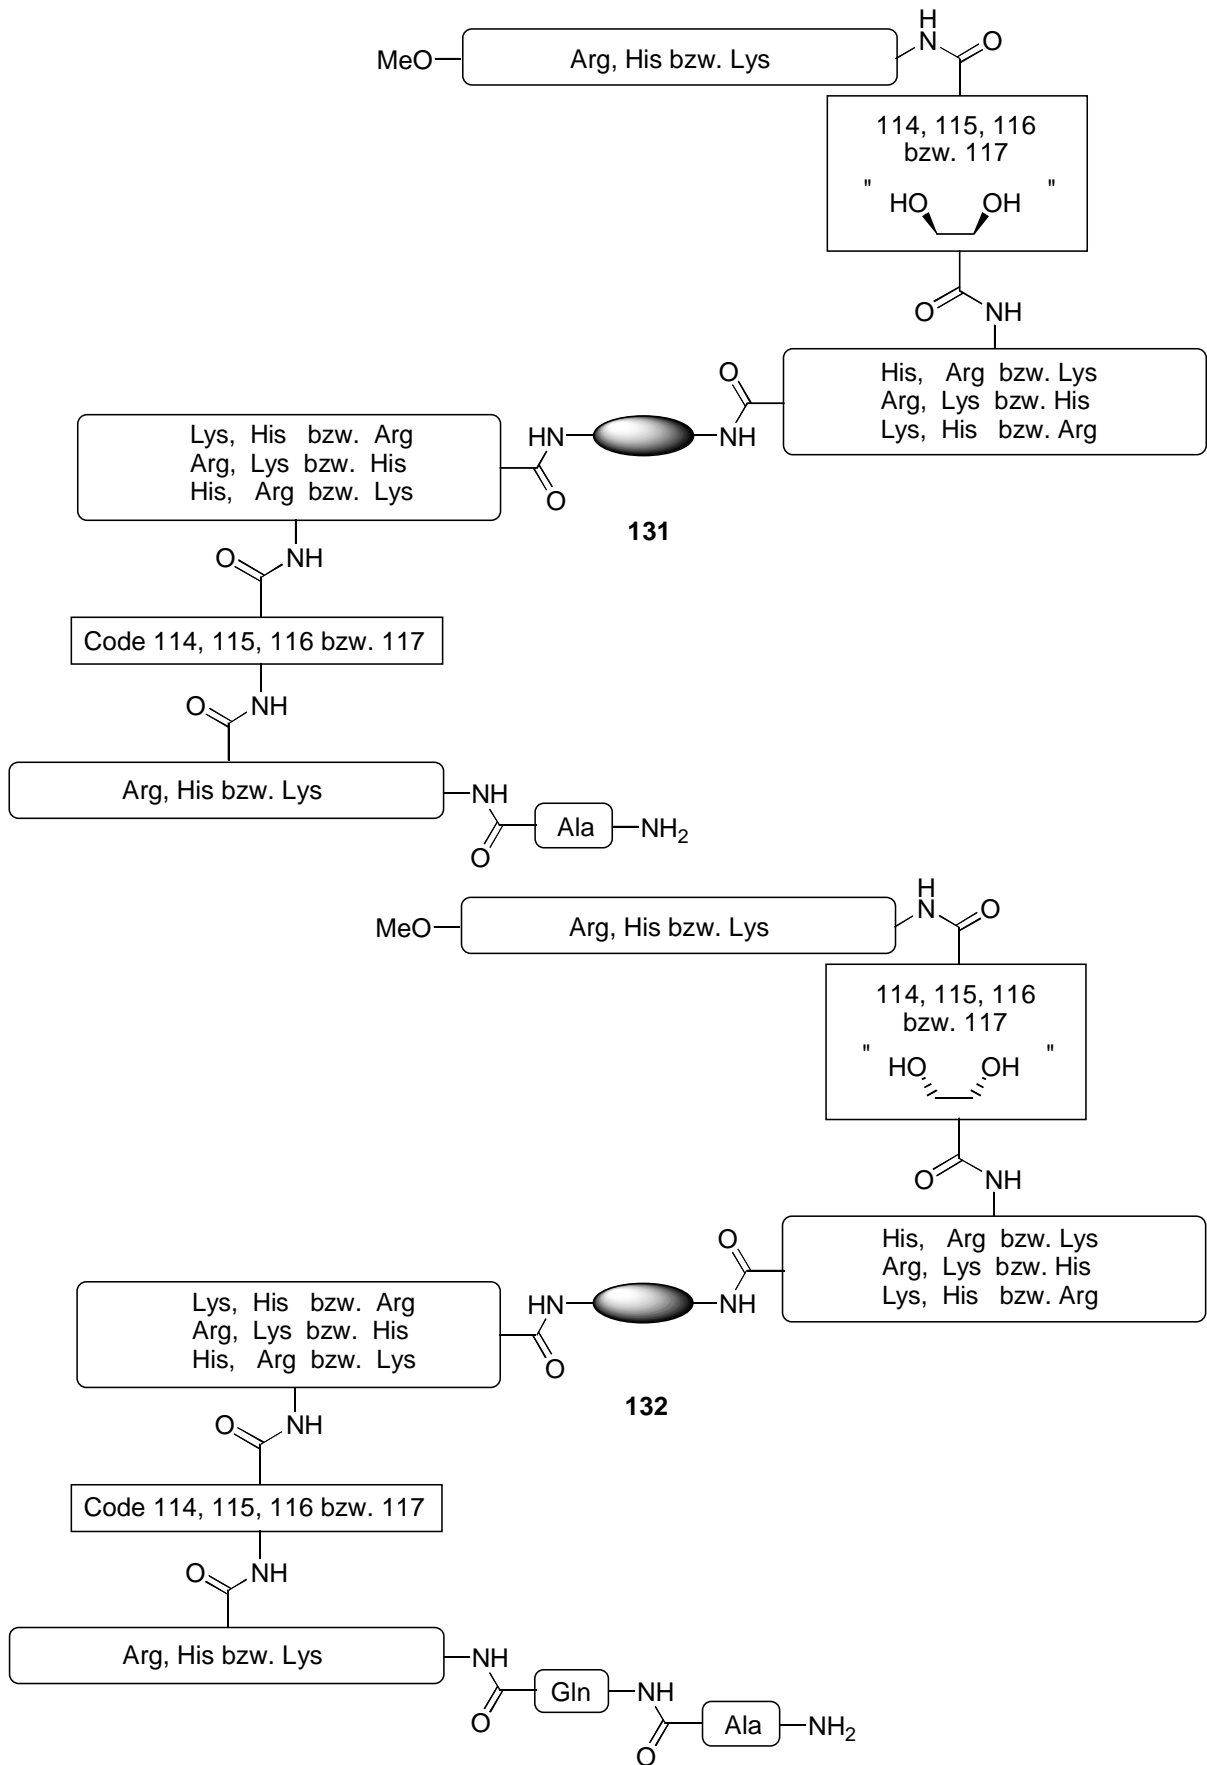 H
N
O
MeO
Arg, His bzw. Lys
114, 115, 116
bzw. 117
" "
HO OH
O
NH
His, Arg bzw. Lys
Arg, Lys bzw. His
Lys, His bzw. Arg
O
HN NH
Lys, His bzw. Arg
Arg, Lys bzw. His
His, Arg bzw. Lys
O
131
O
NH
Code 114, 115, 116 bzw. 117
O
NH
Arg, His bzw. Lys
NH
O
Ala
NH2
H
N
O
MeO
Arg, His bzw. Lys
114, 115, 116
bzw. 117
" "
HO OH
O
NH
His, Arg bzw. Lys
Arg, Lys bzw. His
Lys, His bzw. Arg
O
HN NH
Lys, His bzw. Arg
Arg, Lys bzw. His
His, Arg bzw. Lys
O
132
O
NH
Code 114, 115, 116 bzw. 117
O
NH
Arg, His bzw. Lys
NH
O
Gln
NH
O
Ala
NH2